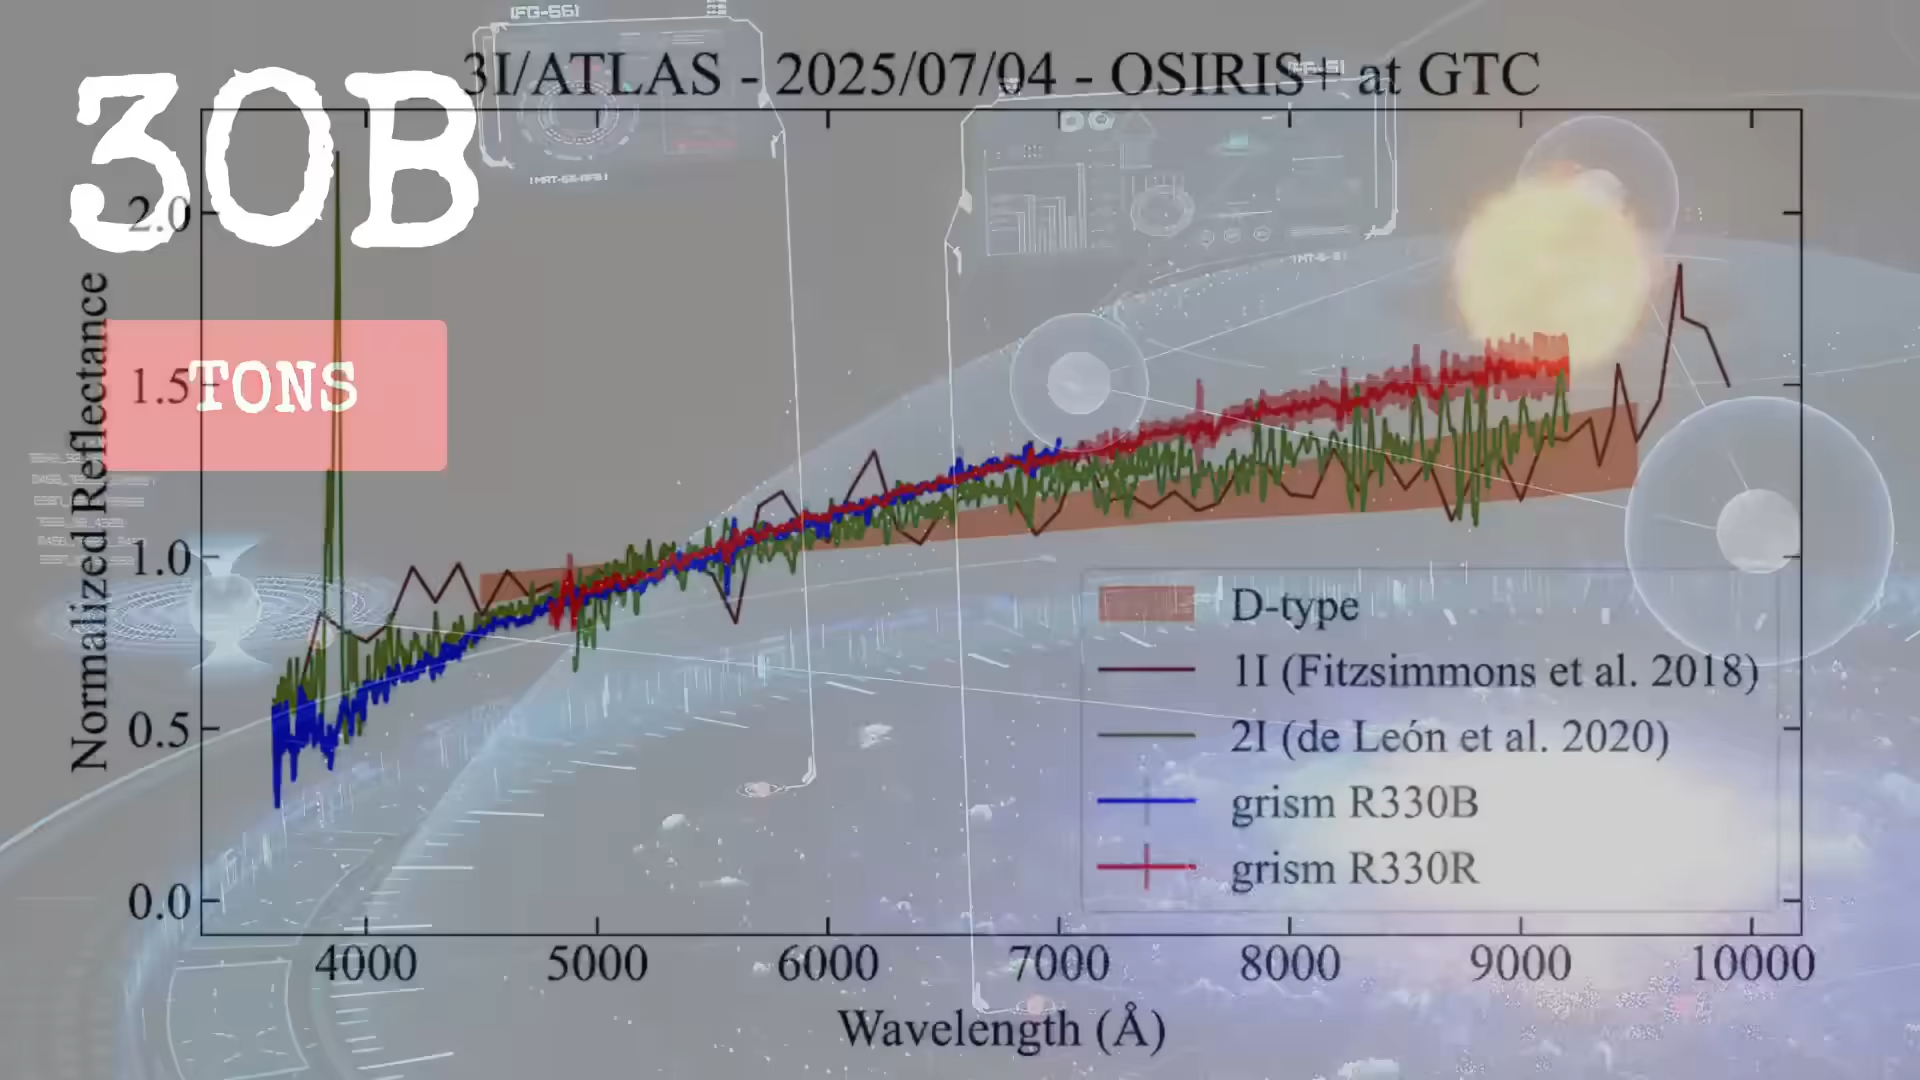 [FG-56]
3I/ATLAS - 2025/07/04 - OSIRIS+ at GTC
30B
TONS
Normalized Reflectance
2.0
1.5
1.0
0.5
0.0
D-type
1I (Fitzsimmons et al. 2018)
2I (de León et al. 2020)
grism R330B
grism R330R
4000 5000 6000 7000 8000 9000 10000
Wavelength (Å)